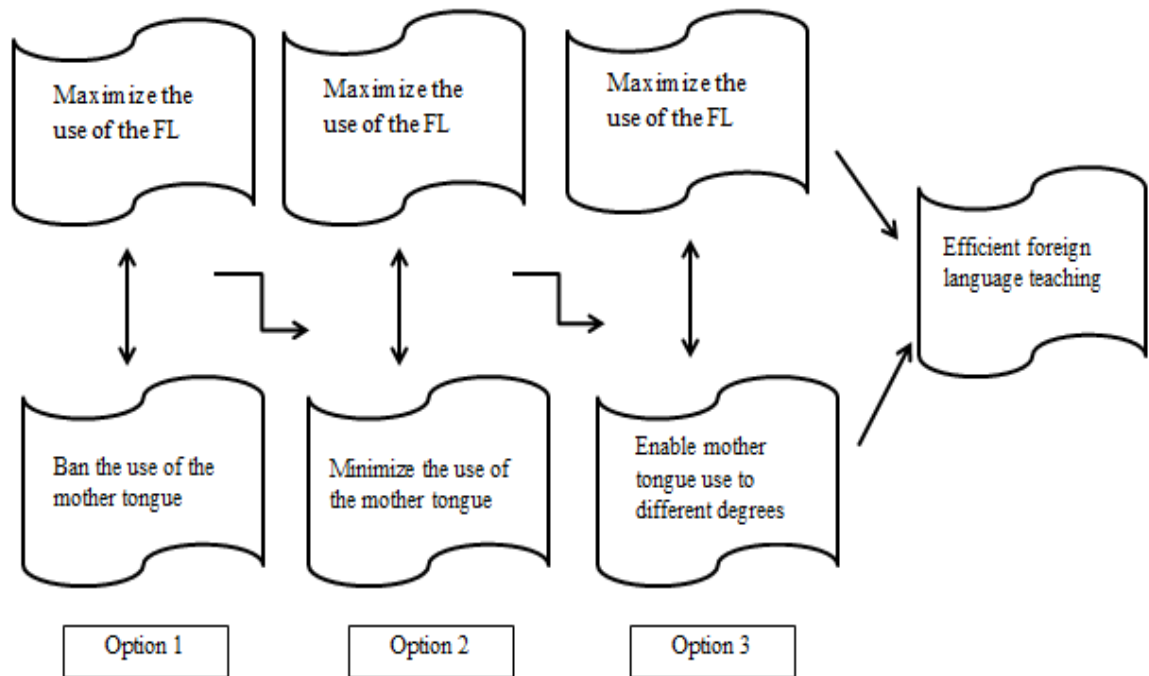 Maximize the
use of the FL
Maximize the
use of the FL
Maximize the
use of the FL
Efficient foreign
language teaching
Ban the use of the
mother tongue
Minimize the use of
the mother tongue
Enable mother
tongue use to
different degrees
Option 1
Option 2
Option 3